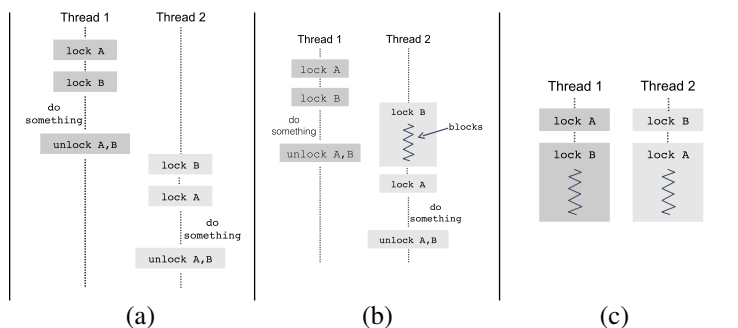 Thread 1
Thread 2
lock A
lock B
do
something
unlock A,B
lock B
lock A
do
something
unlock A,B
(a)
Thread 1
Thread 2
lock A
lock B
do
something
unlock A,B
lock B
blocks
lock A
do
something
unlock A,B
(b)
Thread 1
Thread 2
lock A
lock B
lock B
lock A
(c)